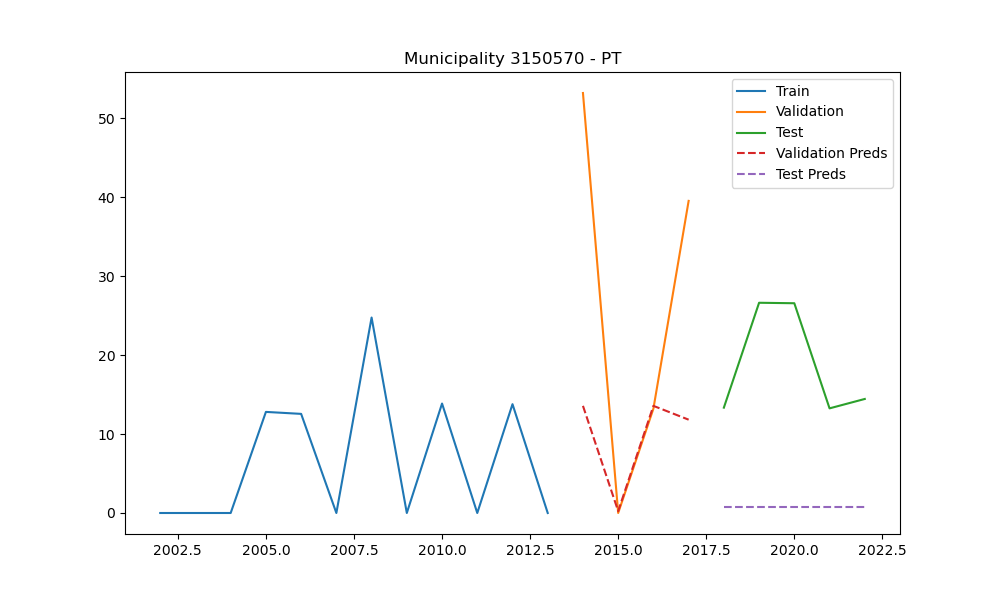 Municipality 3150570 - PT
Train
Validation
Test
Validation Preds
Test Preds
50
40
30
20
10
0
2002.5 2005.0 2007.5 2010.0 2012.5 2015.0 2017.5 2020.0 2022.5